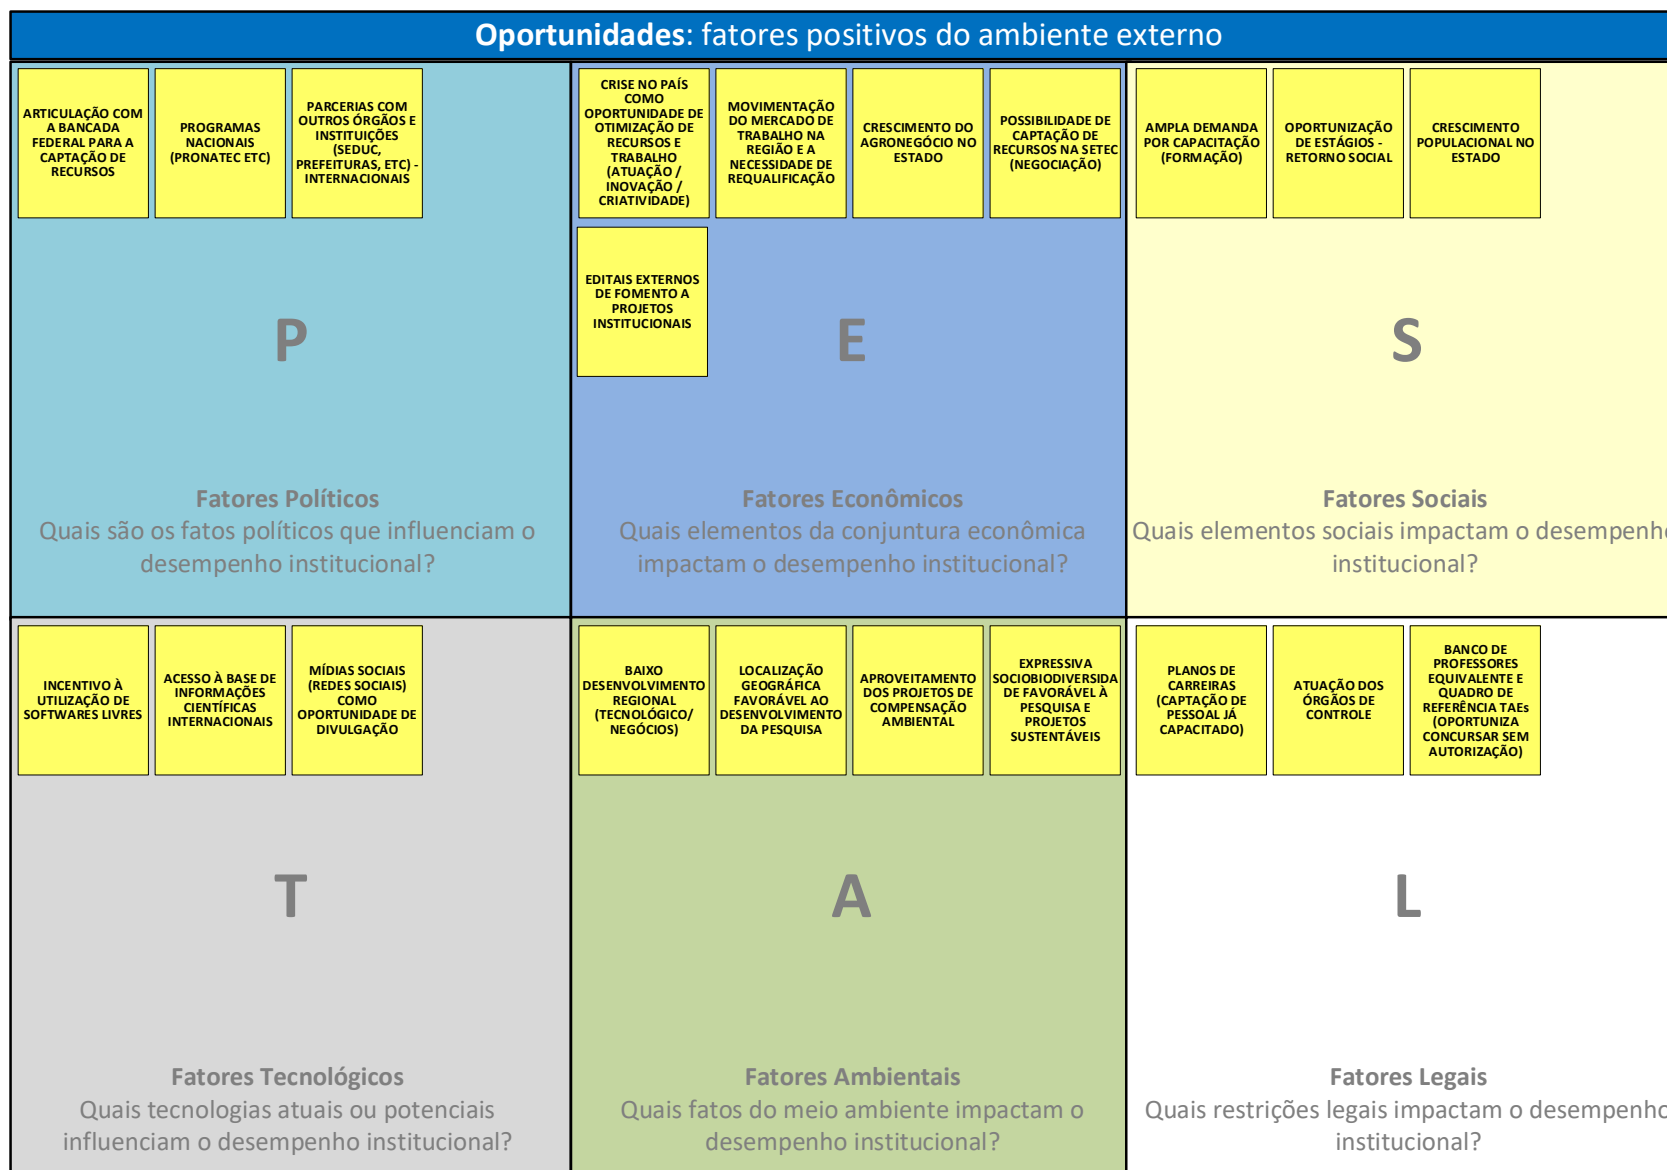 Oportunidades: fatores positivos do ambiente externo
ARTICULAÇÃO COM
A BANCADA
FEDERAL PARA A
CAPTAÇÃO DE
RECURSOS
PROGRAMAS
NACIONAIS
(PRONATEC ETC)
PARCERIAS COM
OUTROS ÓRGÃOS E
INSTITUIÇÕES
(SEDUC,
PREFEITURAS, ETC) -
INTERNACIONAIS
P
Fatores Políticos
Quais são os fatos políticos que influenciam o
desempenho institucional?
CRISE NO PAÍS
COMO
OPORTUNIDADE DE
OTIMIZAÇÃO DE
RECURSOS E
TRABALHO
(ATUAÇÃO /
INOVAÇÃO /
CRIATIVIDADE)
MOVIMENTAÇÃO
DO MERCADO DE
TRABALHO NA
REGIÃO E A
NECESSIDADE DE
REQUALIFICAÇÃO
CRESCIMENTO DO
AGRONEGÓCIO NO
ESTADO
POSSIBILIDADE DE
CAPTAÇÃO DE
RECURSOS NA SETEC
(NEGOCIAÇÃO)
EDITAIS EXTERNOS
DE FOMENTO A
PROJETOS
INSTITUCIONAIS
E
Fatores Econômicos
Quais elementos da conjuntura econômica
impactam o desempenho institucional?
AMPLA DEMANDA
POR CAPACITAÇÃO
(FORMAÇÃO)
OPORTUNIZAÇÃO
DE ESTÁGIOS -
RETORNO SOCIAL
CRESCIMENTO
POPULACIONAL NO
ESTADO
S
Fatores Sociais
Quais elementos sociais impactam o desempenho
institucional?
INCENTIVO À
UTILIZAÇÃO DE
SOFTWARES LIVRES
ACESSO À BASE DE
INFORMAÇÕES
CIENTÍFICAS
INTERNACIONAIS
MÍDIAS SOCIAIS
(REDES SOCIAIS)
COMO
OPORTUNIDADE DE
DIVULGAÇÃO
T
Fatores Tecnológicos
Quais tecnologias atuais ou potenciais
influenciam o desempenho institucional?
BAIXO
DESENVOLVIMENTO
REGIONAL
(TECNOLÓGICO/
NEGÓCIOS)
LOCALIZAÇÃO
GEOGRÁFICA
FAVORÁVEL AO
DESENVOLVIMENTO
DA PESQUISA
APROVEITAMENTO
DOS PROJETOS DE
COMPENSAÇÃO
AMBIENTAL
EXPRESSIVA
SOCIOBIODIVERSIDA
DE FAVORÁVEL À
PESQUISA E
PROJETOS
SUSTENTÁVEIS
A
Fatores Ambientais
Quais fatos do meio ambiente impactam o
desempenho institucional?
PLANOS DE
CARREIRAS
(CAPTAÇÃO DE
PESSOAL JÁ
CAPACITADO)
ATUAÇÃO DOS
ÓRGÃOS DE
CONTROLE
BANCO DE
PROFESSORES
EQUIVALENTE E
QUADRO DE
REFERÊNCIA TAEs
(OPORTUNIZA
CONCURSAR SEM
AUTORIZAÇÃO)
L
Fatores Legais
Quais restrições legais impactam o desempenho
institucional?